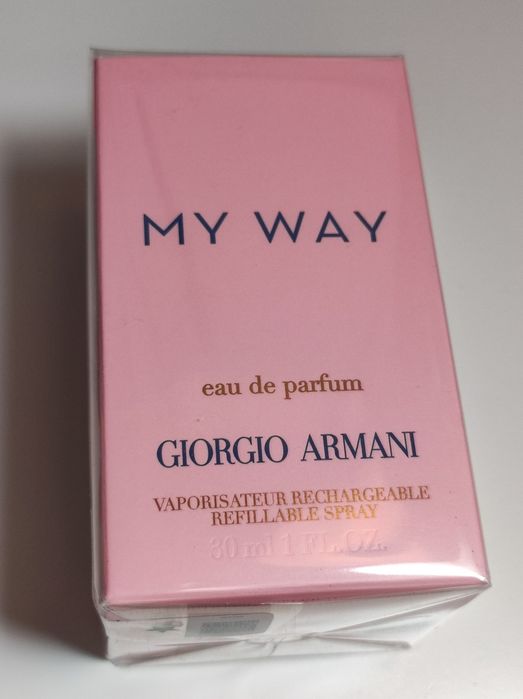 MY WAY
eau de parfum
GIORGIO ARMANI
VAPORISATEUR RECHARGEABLE
REFILLABLE SPRAY
30 ml 1 FL.OZ.